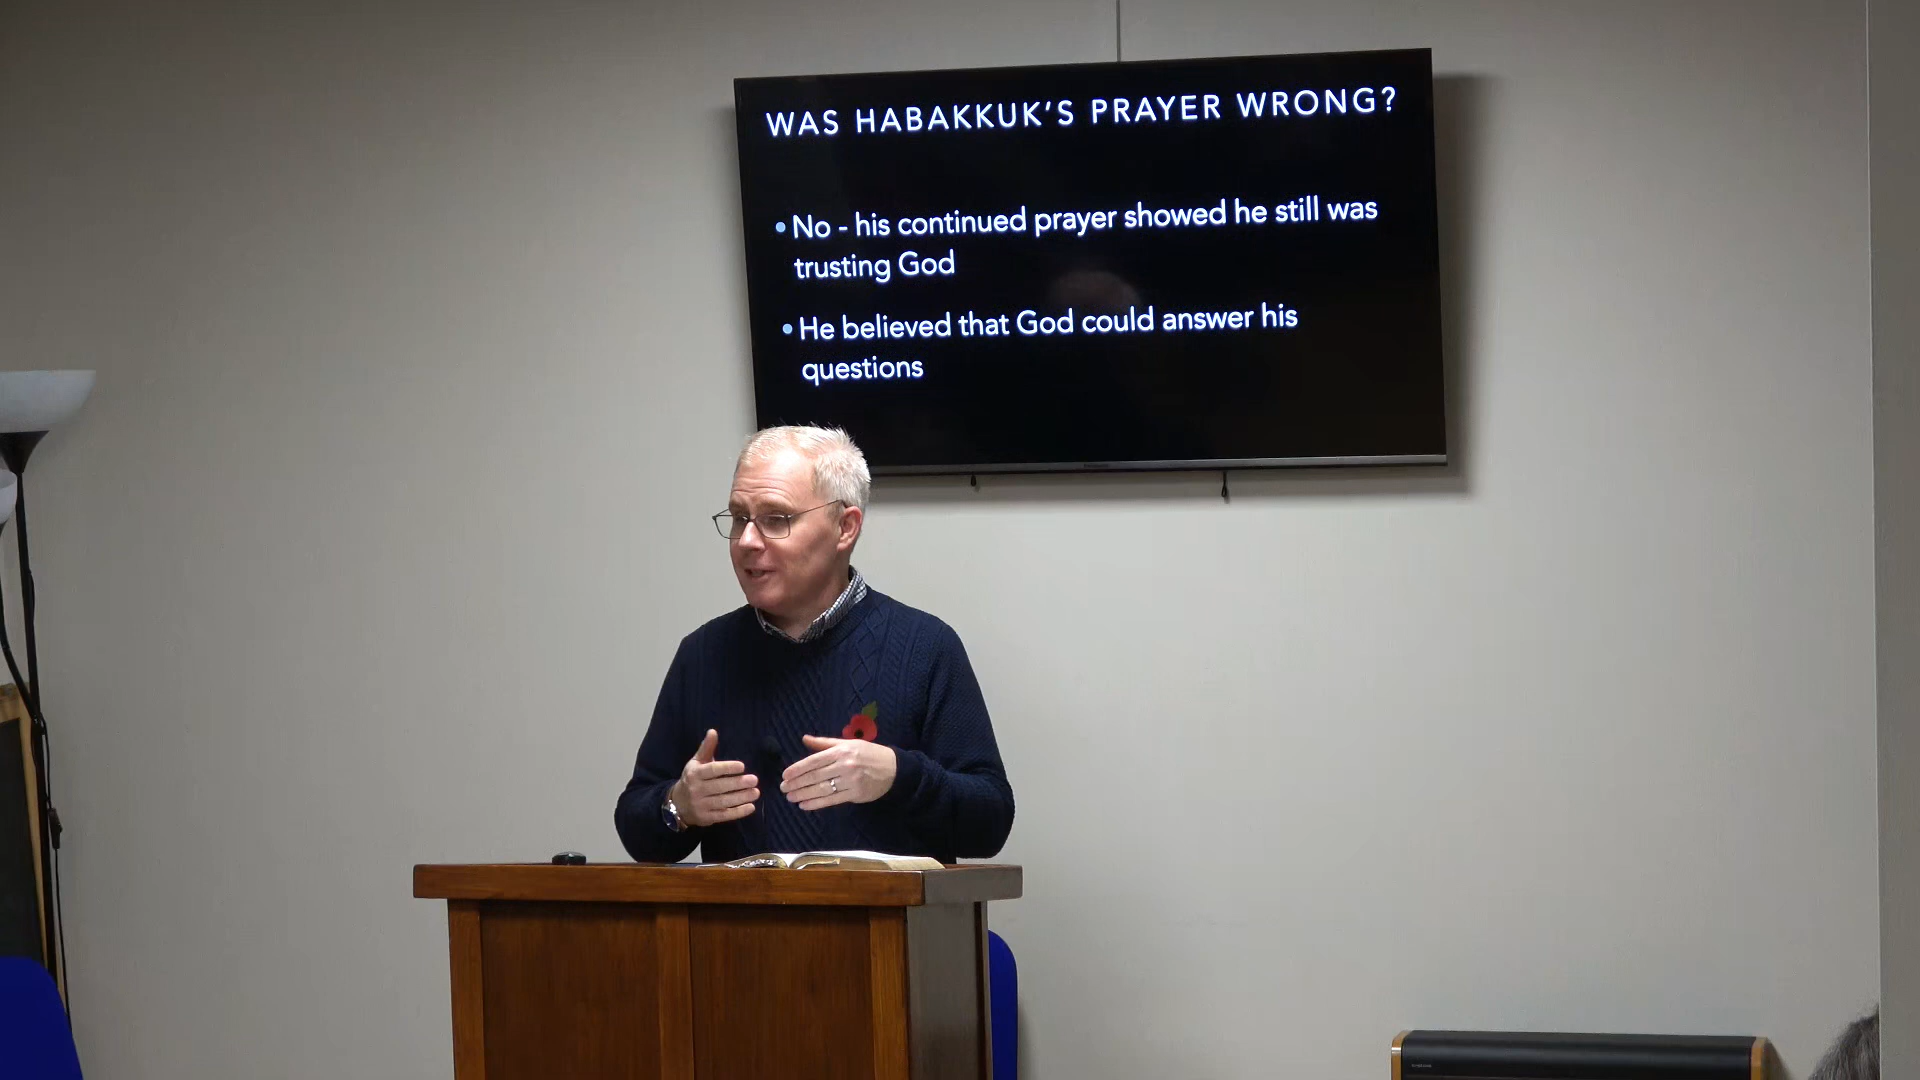 WAS HABAKKUK'S PRAYER WRONG?
• No - his continued prayer showed he still was
trusting God
• He believed that God could answer his
questions